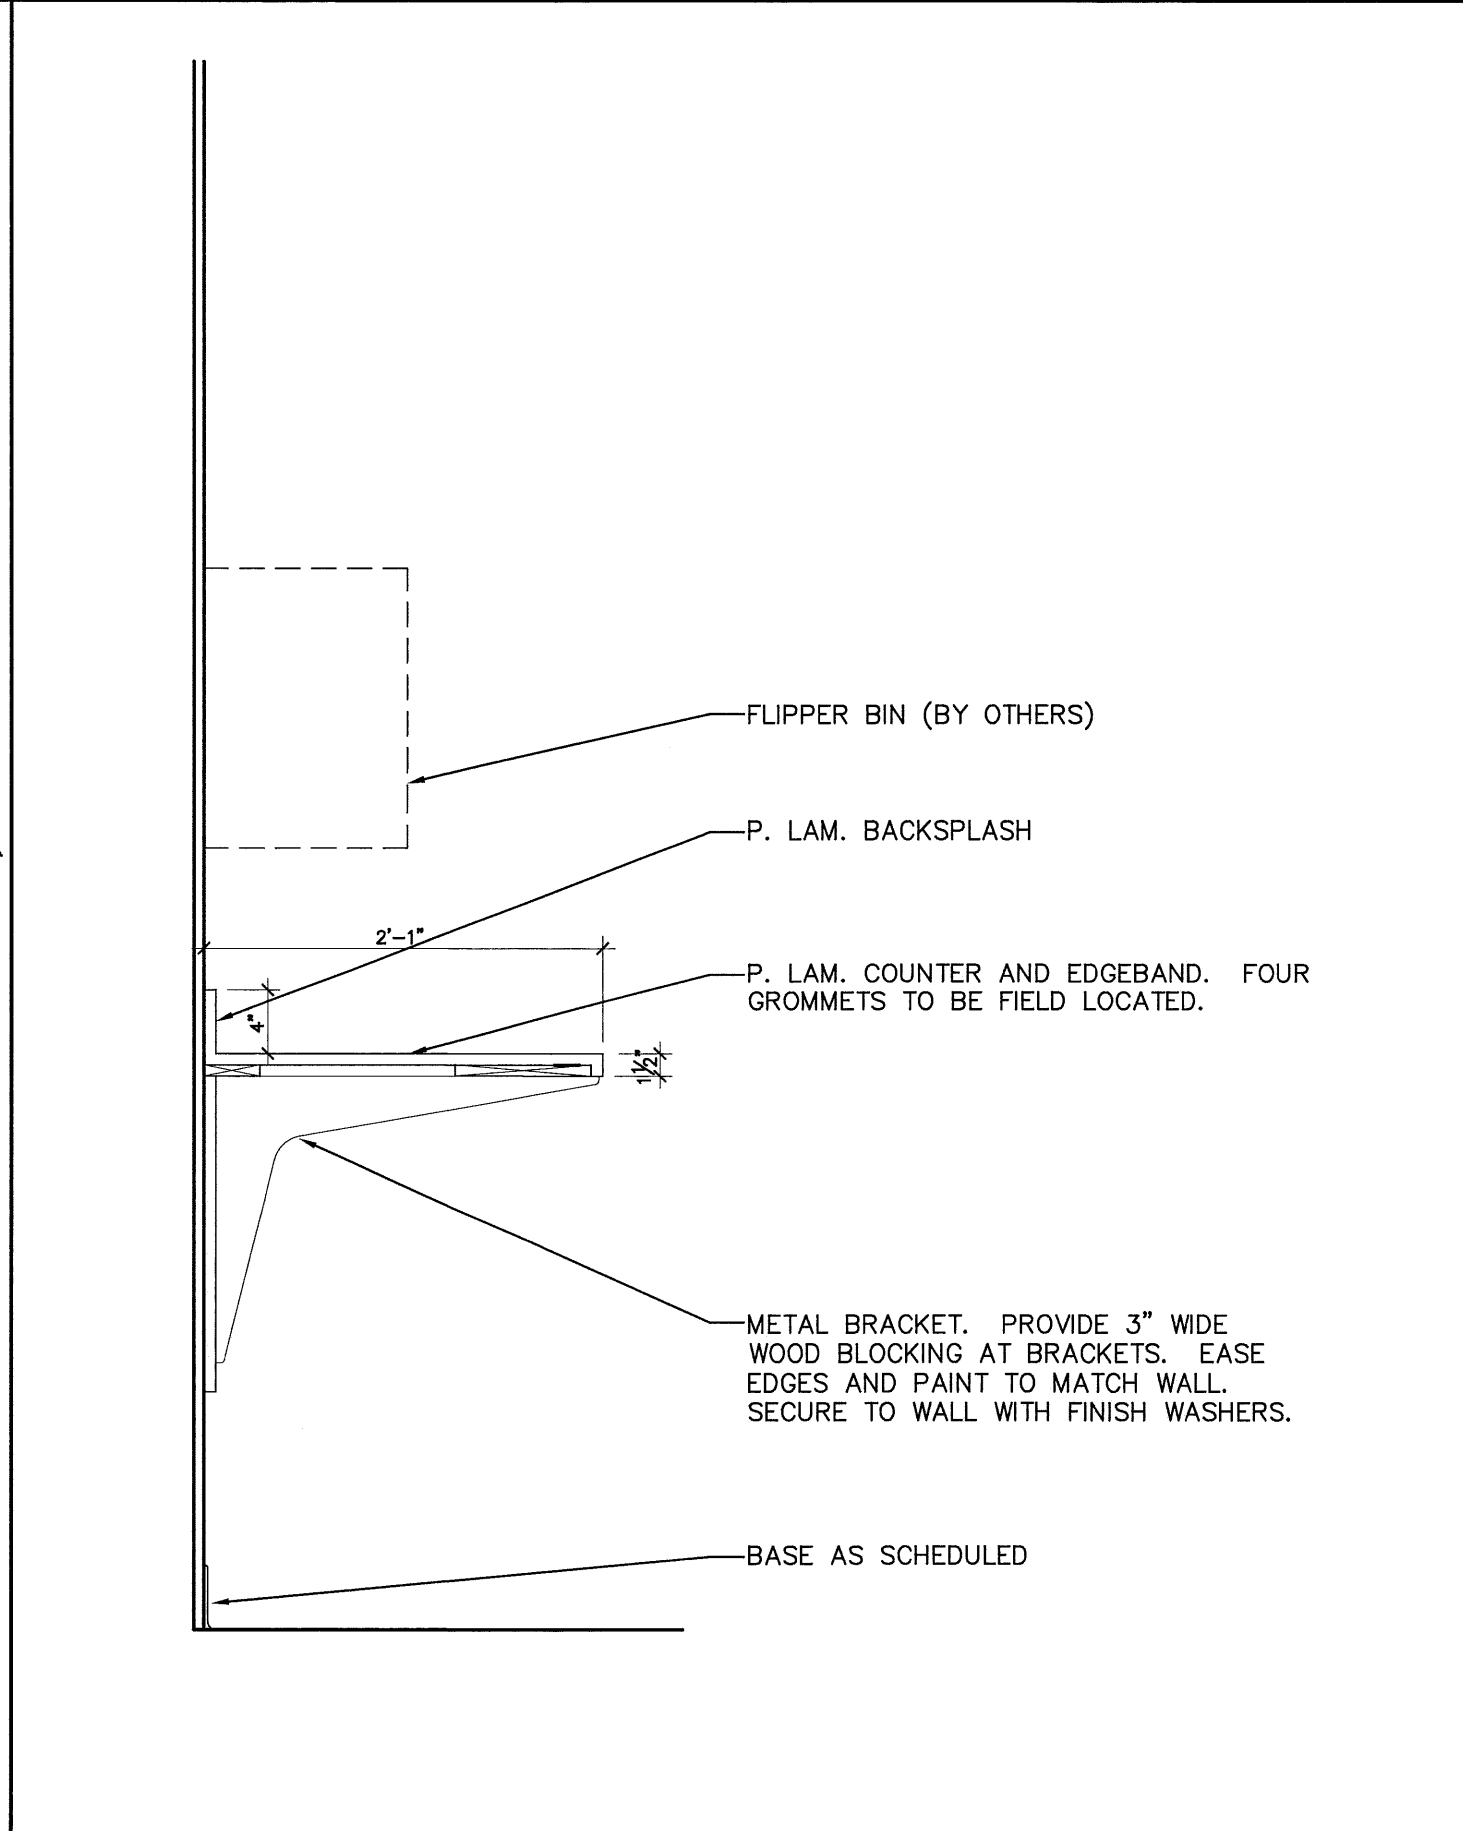 FLIPPER BIN (BY OTHERS)
P. LAM. BACKSPLASH
2'-1"
P. LAM. COUNTER AND EDGEBAND. FOUR
GROMMETS TO BE FIELD LOCATED.
4"
1½"
METAL BRACKET. PROVIDE 3" WIDE
WOOD BLOCKING AT BRACKETS. EASE
EDGES AND PAINT TO MATCH WALL.
SECURE TO WALL WITH FINISH WASHERS.
BASE AS SCHEDULED